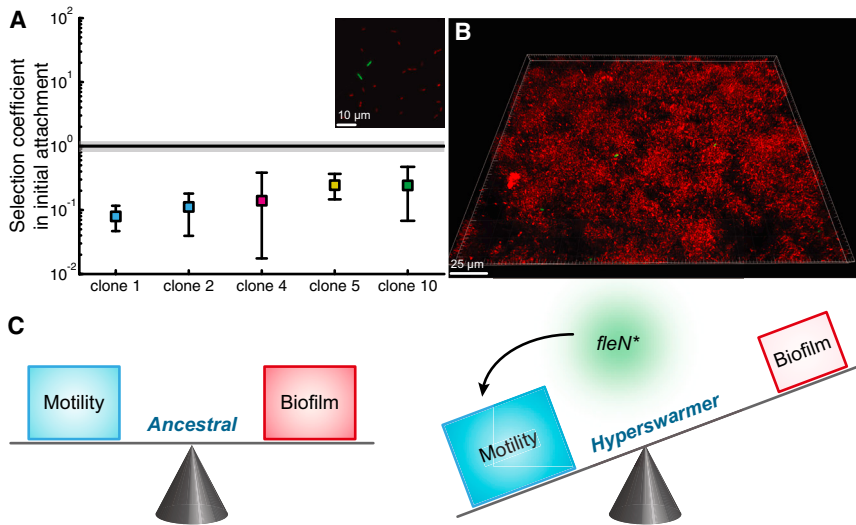 A
Selection coefficient
in initial attachment
10²
10¹
10⁰
10⁻¹
10⁻²
clone 1
clone 2
clone 4
clone 5
clone 10
10 µm
B
25 µm
C
Motility
Ancestral
Biofilm
fleN*
Motility
Hyperswarmer
Biofilm